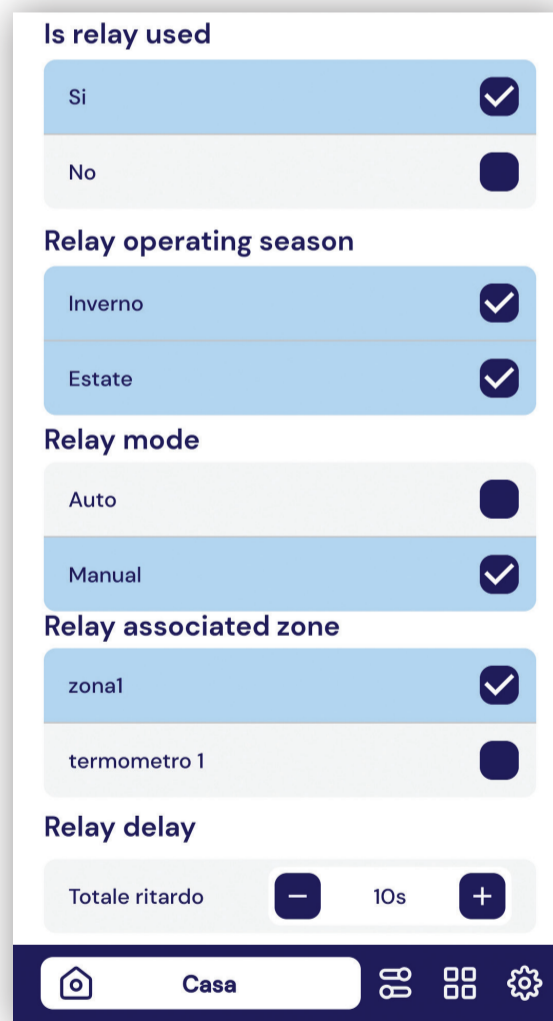 Is relay used
Si
No
Relay operating season
Inverno
Estate
Relay mode
Auto
Manual
Relay associated zone
zona1
termometro 1
Relay delay
Totale ritardo − 10s +
Casa